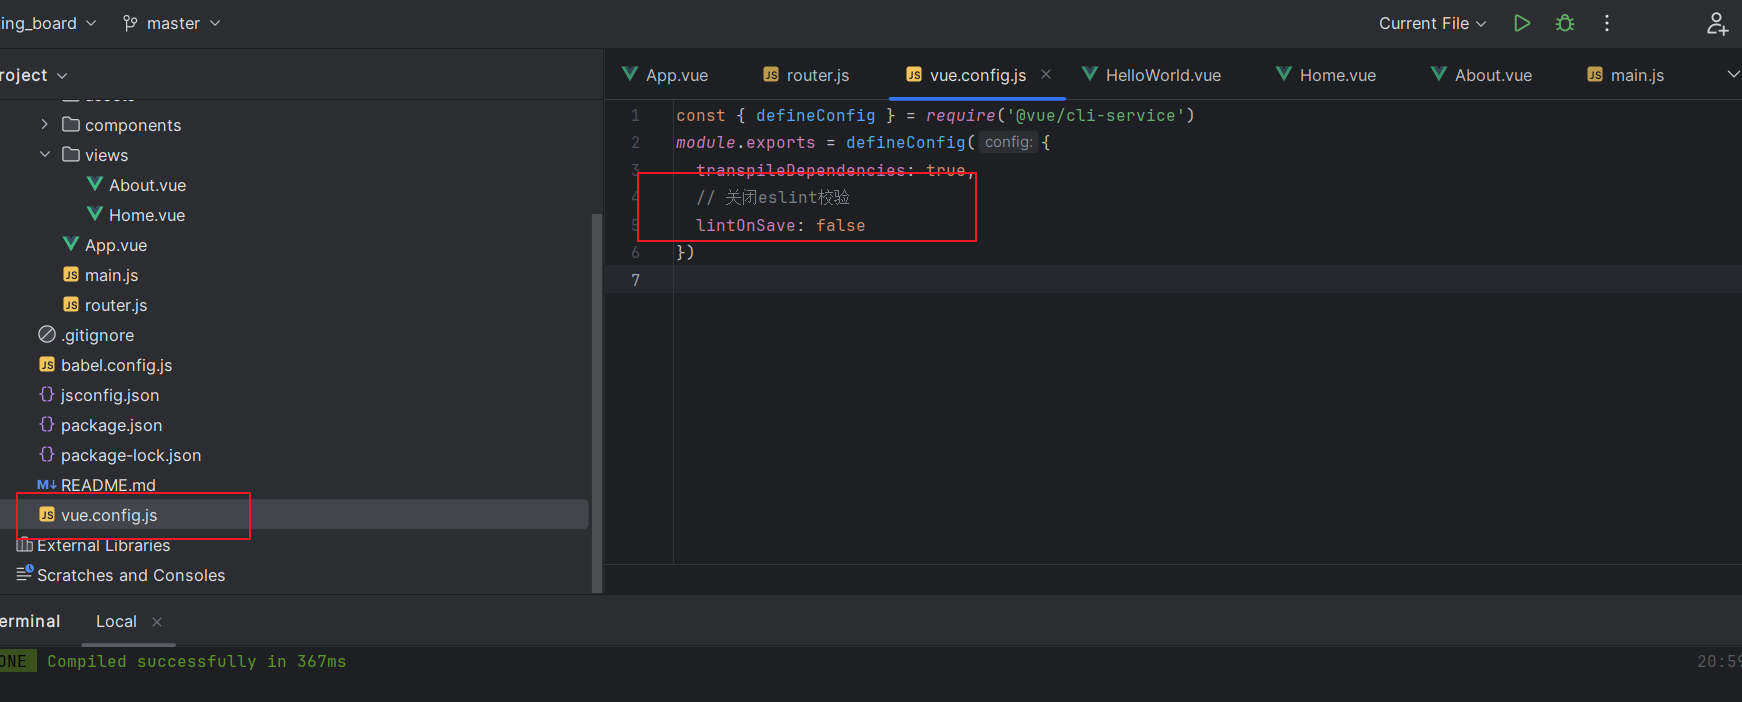 ing_board
master
Current File
roject
App.vue
router.js
vue.config.js
HelloWorld.vue
Home.vue
About.vue
main.js
assets
components
views
About.vue
Home.vue
App.vue
main.js
router.js
.gitignore
babel.config.js
jsconfig.json
package.json
package-lock.json
README.md
vue.config.js
External Libraries
Scratches and Consoles
1 const { defineConfig } = require('@vue/cli-service')
2 module.exports = defineConfig( config: {
3 transpileDependencies: true,
4 // 关闭eslint校验
5 lintOnSave: false
6 })
7
erminal
Local
ONE Compiled successfully in 367ms
20:59